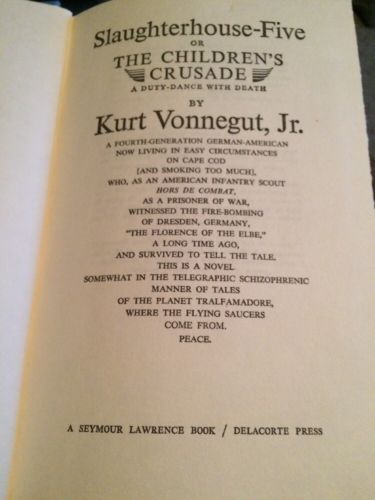 Slaughterhouse-Five
OR
THE CHILDREN'S
CRUSADE
A DUTY-DANCE WITH DEATH
BY
Kurt Vonnegut, Jr.
A FOURTH-GENERATION GERMAN-AMERICAN
NOW LIVING IN EASY CIRCUMSTANCES
ON CAPE COD
[AND SMOKING TOO MUCH],
WHO, AS AN AMERICAN INFANTRY SCOUT
HORS DE COMBAT,
AS A PRISONER OF WAR,
WITNESSED THE FIRE-BOMBING
OF DRESDEN, GERMANY,
"THE FLORENCE OF THE ELBE,"
A LONG TIME AGO,
AND SURVIVED TO TELL THE TALE.
THIS IS A NOVEL
SOMEWHAT IN THE TELEGRAPHIC SCHIZOPHRENIC
MANNER OF TALES
OF THE PLANET TRALFAMADORE,
WHERE THE FLYING SAUCERS
COME FROM.
PEACE.
A SEYMOUR LAWRENCE BOOK / DELACORTE PRESS